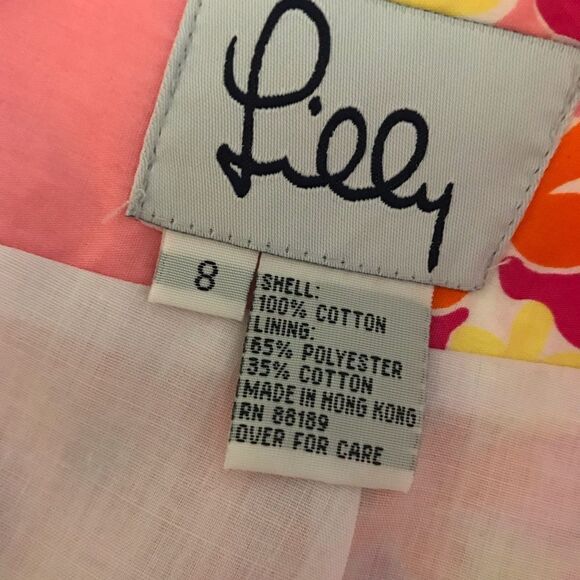 Lilly
8
SHELL:
100% COTTON
LINING:
65% POLYESTER
35% COTTON
MADE IN HONG KONG
RN 88189
OVER FOR CARE